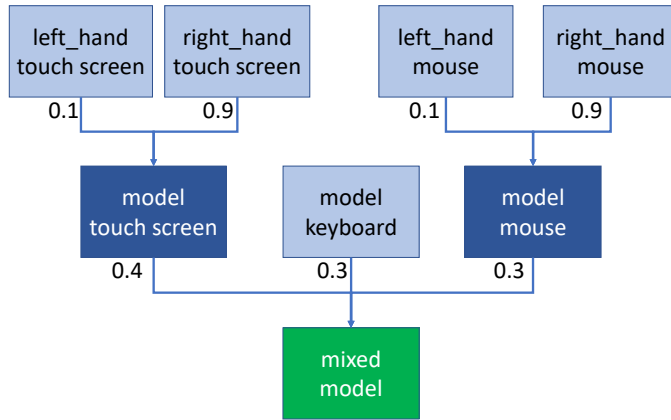 left_hand
touch screen
right_hand
touch screen
left_hand
mouse
right_hand
mouse
0.1
0.9
0.1
0.9
model
touch screen
model
keyboard
model
mouse
0.4
0.3
0.3
mixed
model